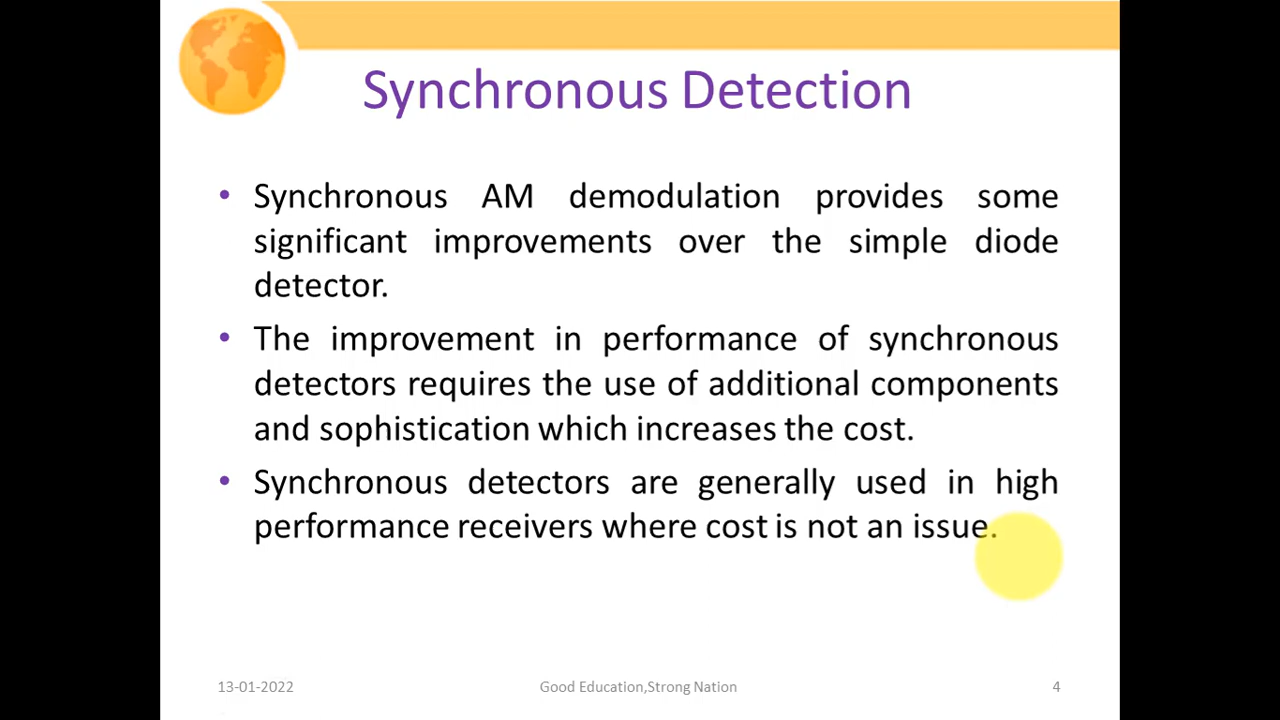 Synchronous Detection
• Synchronous AM demodulation provides some
significant improvements over the simple diode
detector.
• The improvement in performance of synchronous
detectors requires the use of additional components
and sophistication which increases the cost.
• Synchronous detectors are generally used in high
performance receivers where cost is not an issue.
13-01-2022 Good Education,Strong Nation 4